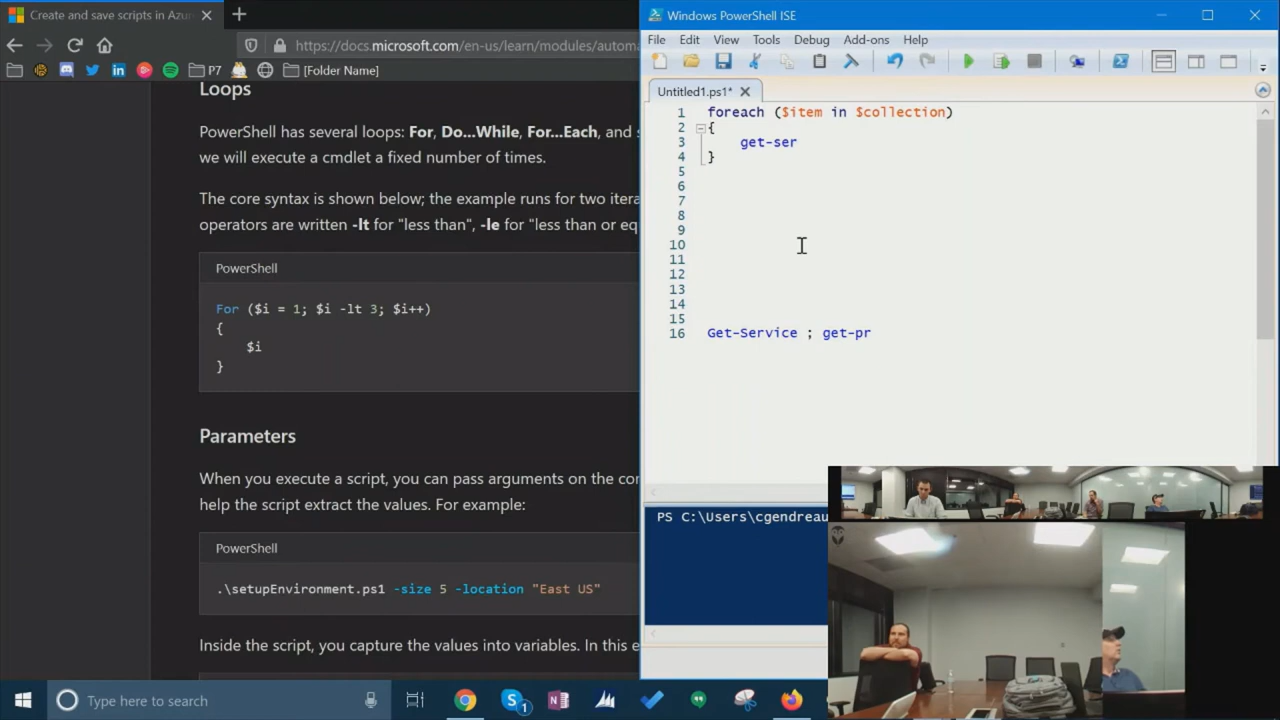 Create and save scripts in Azur
https://docs.microsoft.com/en-us/learn/modules/automa
P7
[Folder Name]
Loops
PowerShell has several loops: For, Do...While, For...Each, and s
we will execute a cmdlet a fixed number of times.
The core syntax is shown below; the example runs for two itera
operators are written -lt for "less than", -le for "less than or eq
PowerShell
For ($i = 1; $i -lt 3; $i++)
{
$i
}
Parameters
When you execute a script, you can pass arguments on the cor
help the script extract the values. For example:
PowerShell
.\setupEnvironment.ps1 -size 5 -location "East US"
Inside the script, you capture the values into variables. In this e
Windows PowerShell ISE
File Edit View Tools Debug Add-ons Help
Untitled1.ps1*
1 foreach ($item in $collection)
2 {
3 get-ser
4 }
5
6
7
8
9
10
11
12
13
14
15
16 Get-Service ; get-pr
PS C:\Users\cgendreau
Type here to search
1